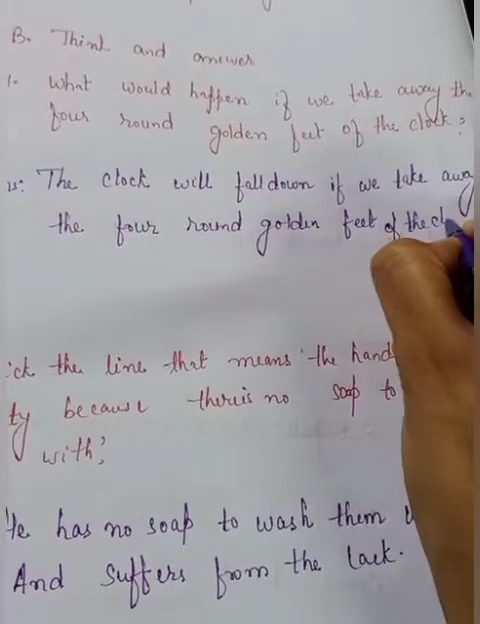 B. Think and answer
1. What would happen if we take away the
four round golden feet of the clock?
The clock will fall down if we take away
the four round golden feet of the cl
ick the line that means 'the hand
ty because there is no soap to
with?
He has no soap to wash them
And suffers from the lack.